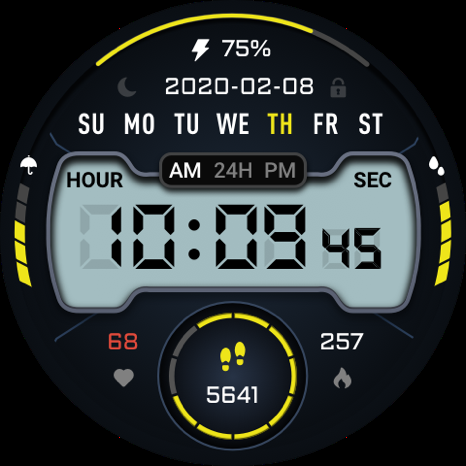 75%
2020-02-08
SU MO TU WE TH FR ST
AM 24H PM
HOUR SEC
10:09 45
68 257
5641